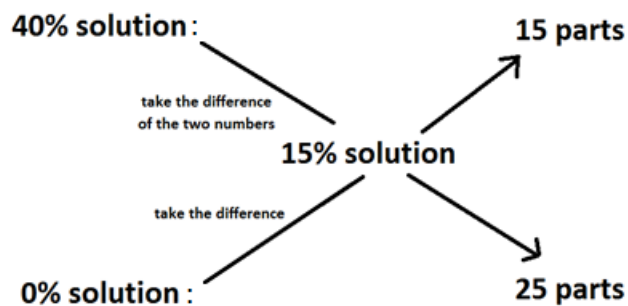 40% solution :
15 parts
take the difference
of the two numbers
15% solution
take the difference
0% solution :
25 parts